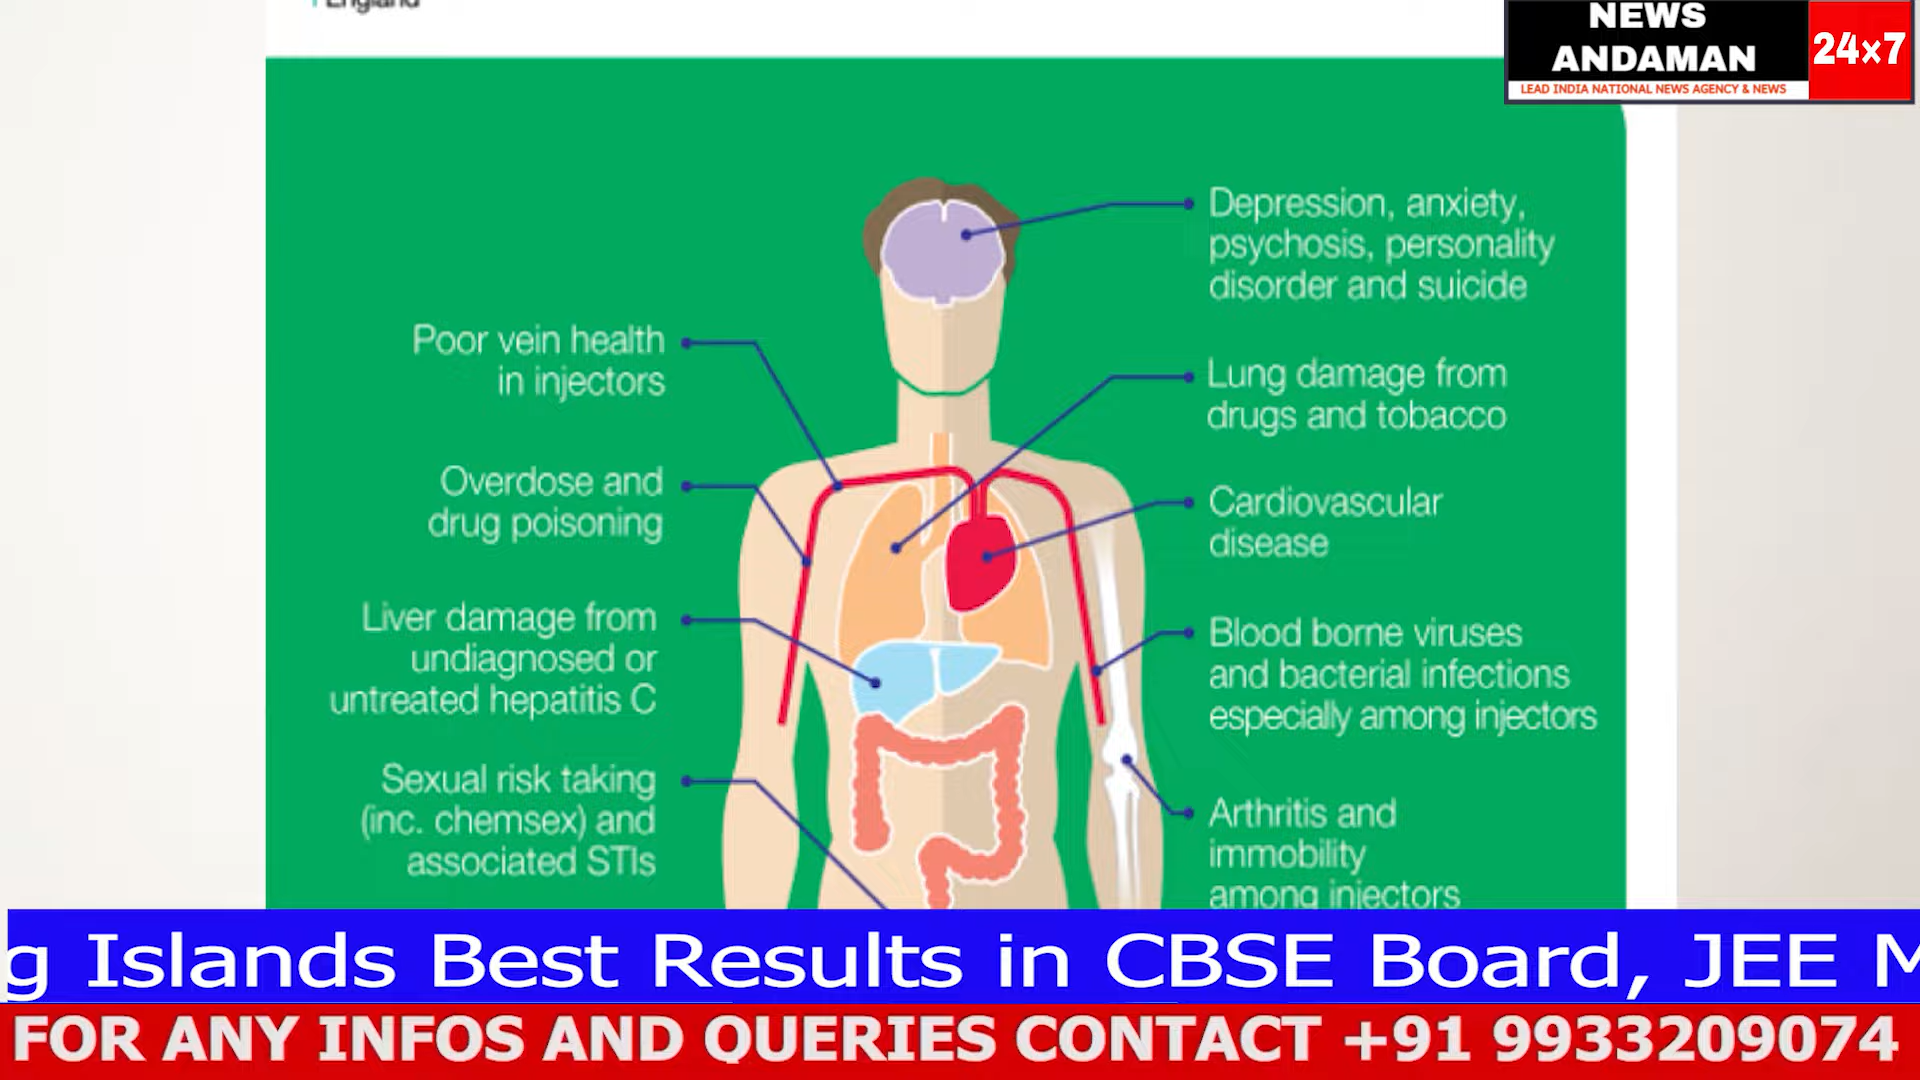 England
NEWS
ANDAMAN
24x7
LEAD INDIA NATIONAL NEWS AGENCY & NEWS
Depression, anxiety,
psychosis, personality
disorder and suicide
Poor vein health
in injectors
Lung damage from
drugs and tobacco
Overdose and
drug poisoning
Cardiovascular
disease
Liver damage from
undiagnosed or
untreated hepatitis C
Blood borne viruses
and bacterial infections
especially among injectors
Sexual risk taking
(inc. chemsex) and
associated STIs
Arthritis and
immobility
among injectors
g Islands Best Results in CBSE Board, JEE M
FOR ANY INFOS AND QUERIES CONTACT +91 9933209074